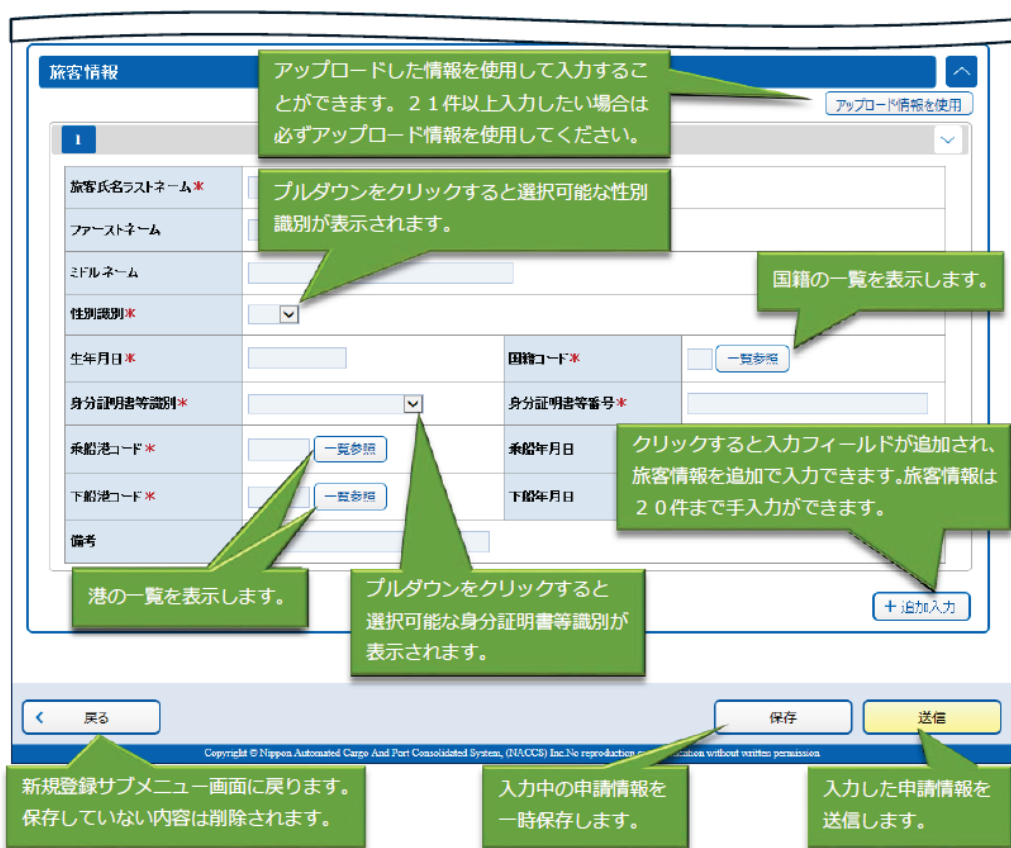 旅客情報
アップロードした情報を使用して入力するこ
とができます。２１件以上入力したい場合は
必ずアップロード情報を使用してください。
アップロード情報を使用
1
旅客氏名ラストネーム*
プルダウンをクリックすると選択可能な性別
識別が表示されます。
ファーストネーム
ミドルネーム
国籍の一覧を表示します。
性別識別*
生年月日*
国籍コード*
一覧参照
身分証明書等識別*
身分証明書等番号*
乗船港コード*
一覧参照
乗船年月日
クリックすると入力フィールドが追加され、
旅客情報を追加で入力できます。旅客情報は
２０件まで手入力ができます。
下船港コード*
一覧参照
下船年月日
備考
港の一覧を表示します。
プルダウンをクリックすると
選択可能な身分証明書等識別が
表示されます。
+ 追加入力
< 戻る
保存
送信
Copyright © Nippon Automated Cargo And Port Consolidated System, (NACCS) Inc.No reproduction without written permission
新規登録サブメニュー画面に戻ります。
保存していない内容は削除されます。
入力中の申請情報を
一時保存します。
入力した申請情報を
送信します。